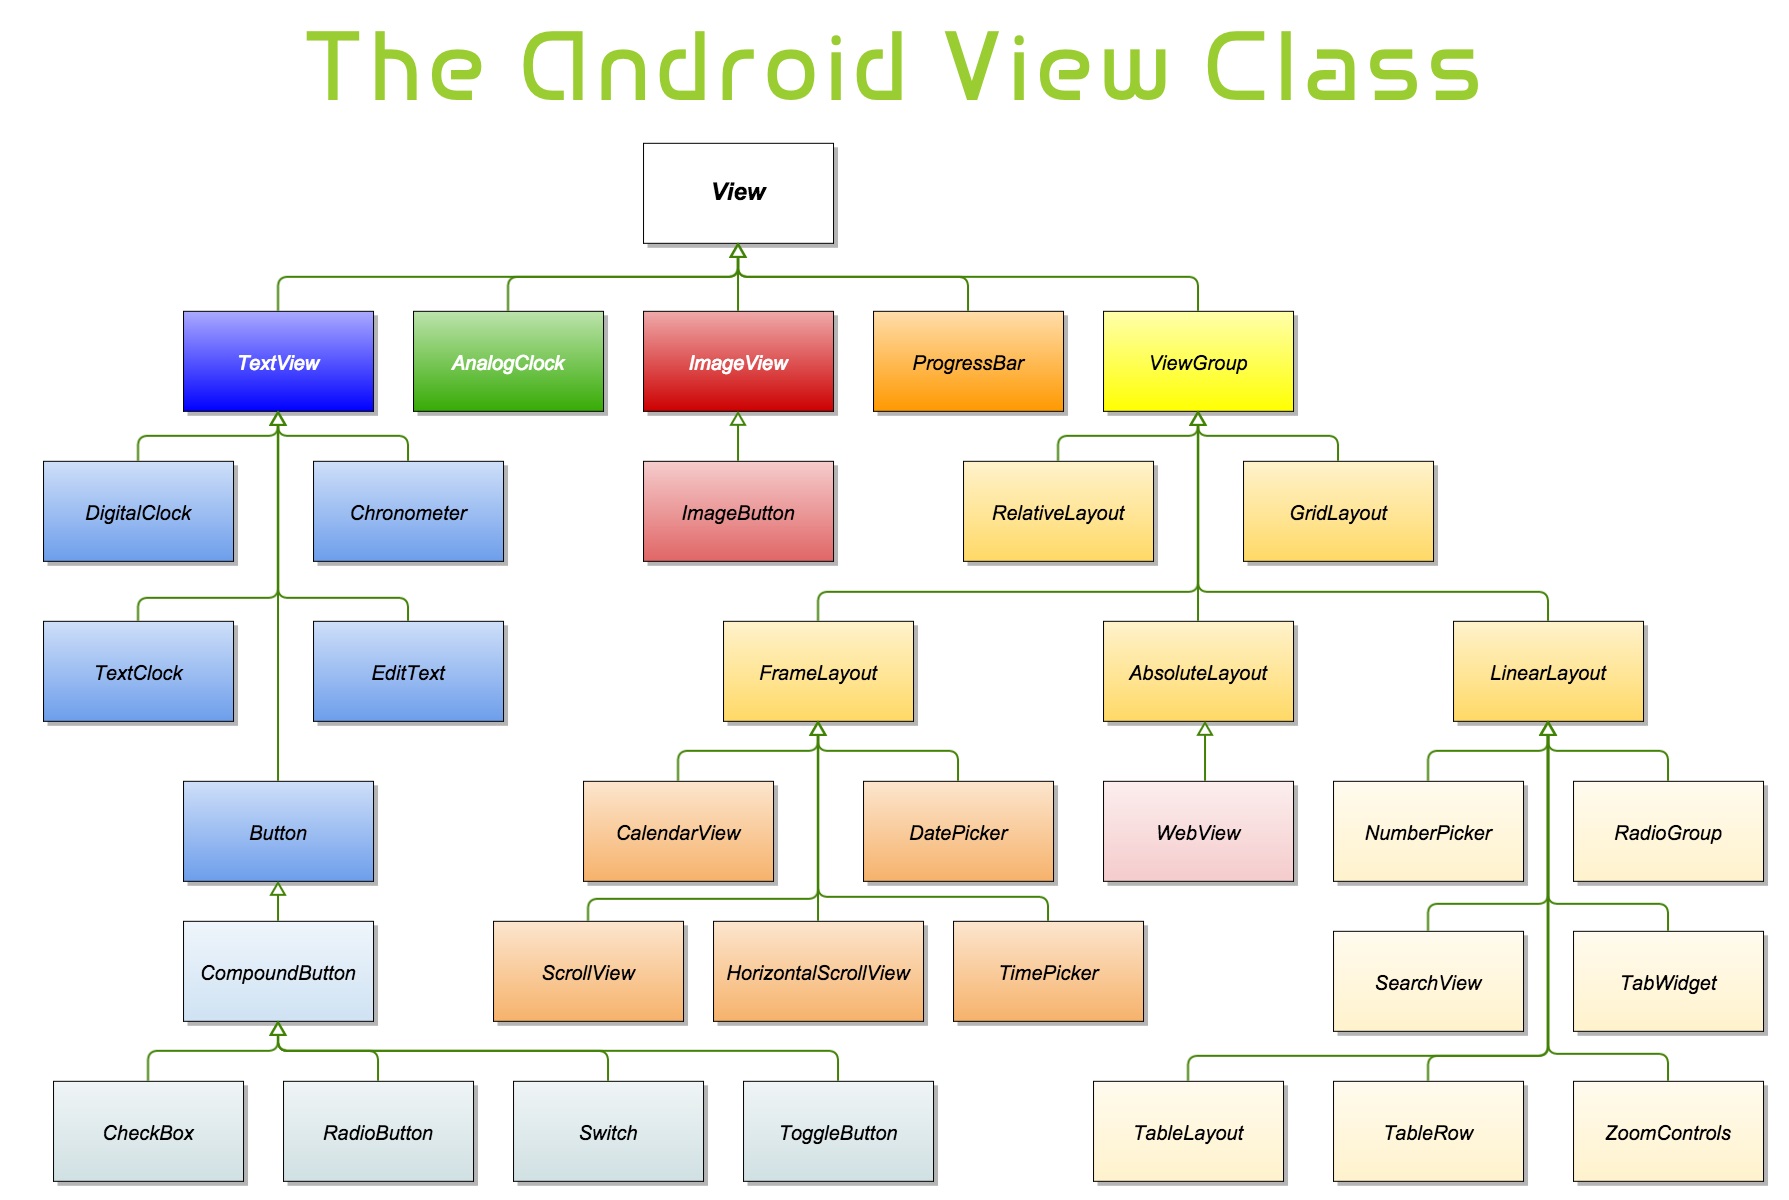 The Android View Class
View
TextView
AnalogClock
ImageView
ProgressBar
ViewGroup
DigitalClock
Chronometer
ImageButton
RelativeLayout
GridLayout
TextClock
EditText
FrameLayout
AbsoluteLayout
LinearLayout
Button
CalendarView
DatePicker
WebView
NumberPicker
RadioGroup
CompoundButton
ScrollView
HorizontalScrollView
TimePicker
SearchView
TabWidget
CheckBox
RadioButton
Switch
ToggleButton
TableLayout
TableRow
ZoomControls